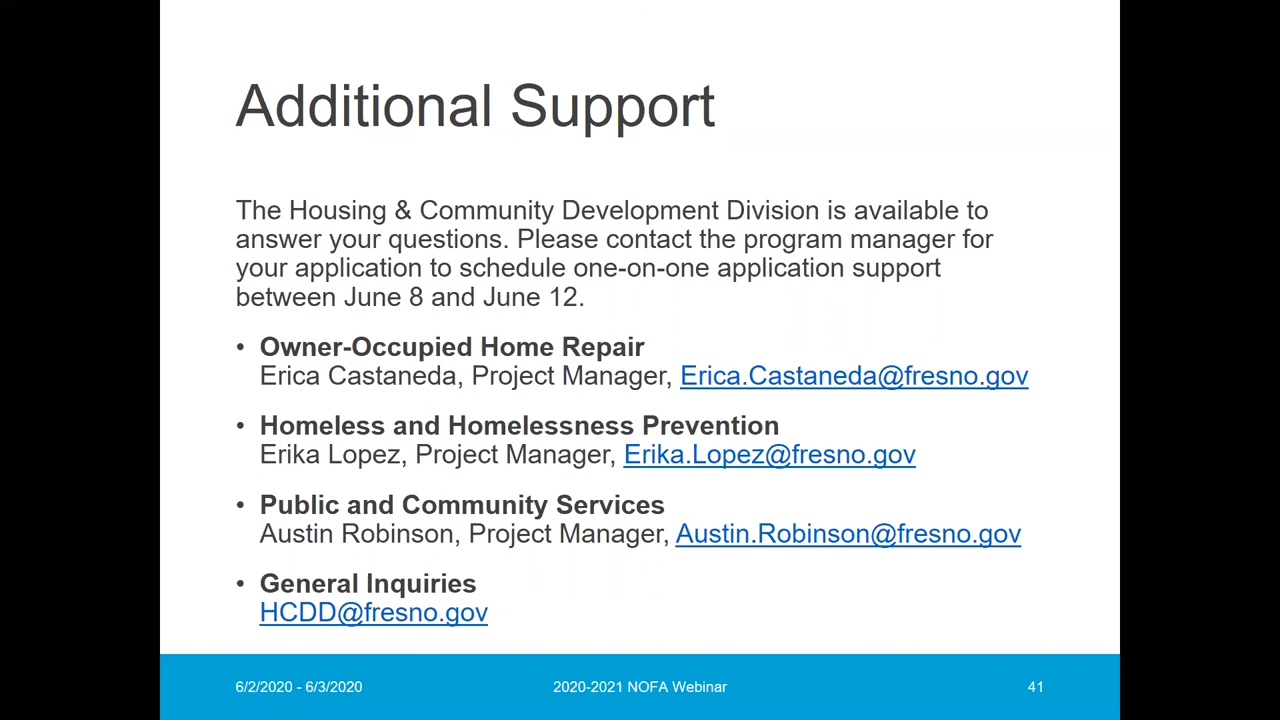 Additional Support
The Housing & Community Development Division is available to
answer your questions. Please contact the program manager for
your application to schedule one-on-one application support
between June 8 and June 12.
• Owner-Occupied Home Repair
Erica Castaneda, Project Manager, Erica.Castaneda@fresno.gov
• Homeless and Homelessness Prevention
Erika Lopez, Project Manager, Erika.Lopez@fresno.gov
• Public and Community Services
Austin Robinson, Project Manager, Austin.Robinson@fresno.gov
• General Inquiries
HCDD@fresno.gov
6/2/2020 - 6/3/2020 2020-2021 NOFA Webinar 41